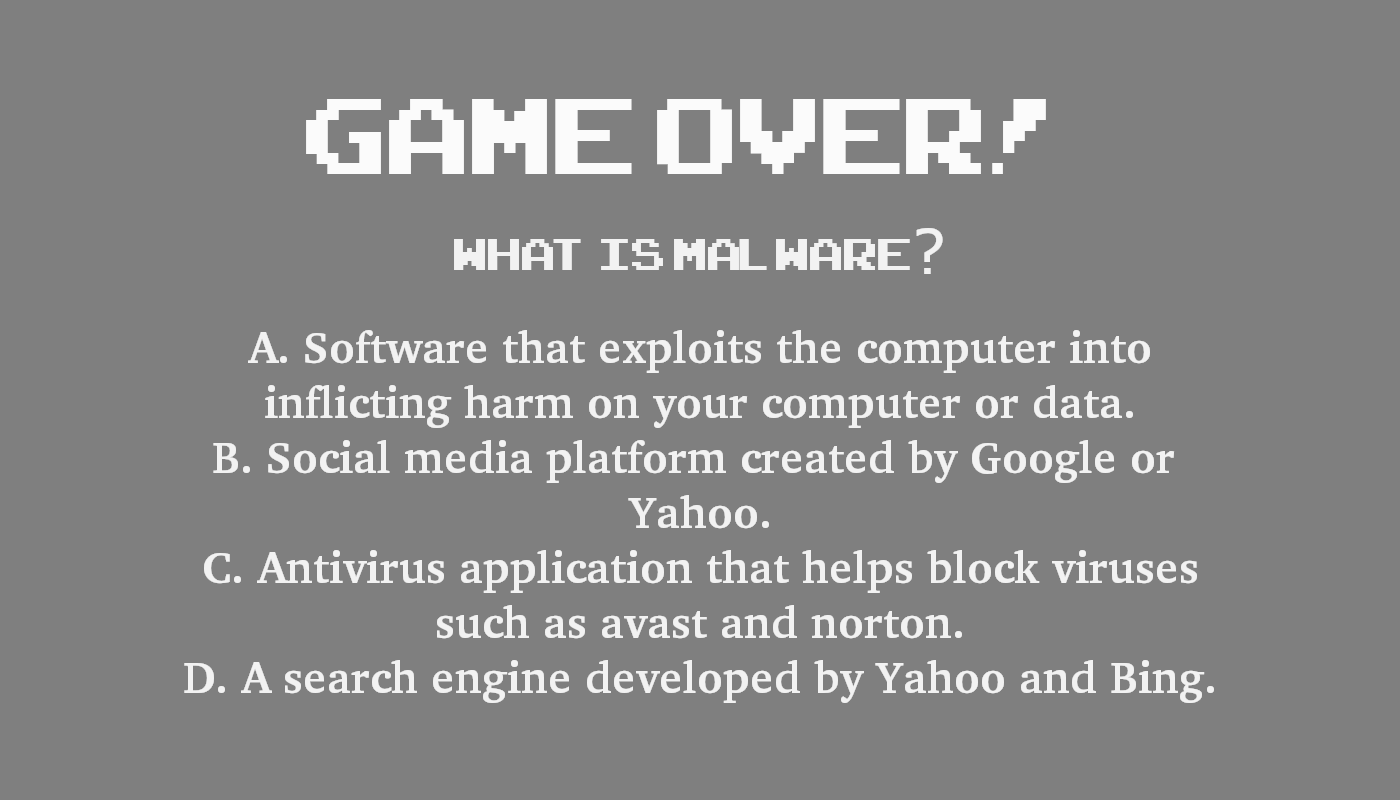 GAME OVER!
WHAT IS MALWARE?
A. Software that exploits the computer into
inflicting harm on your computer or data.
B. Social media platform created by Google or
Yahoo.
C. Antivirus application that helps block viruses
such as avast and norton.
D. A search engine developed by Yahoo and Bing.